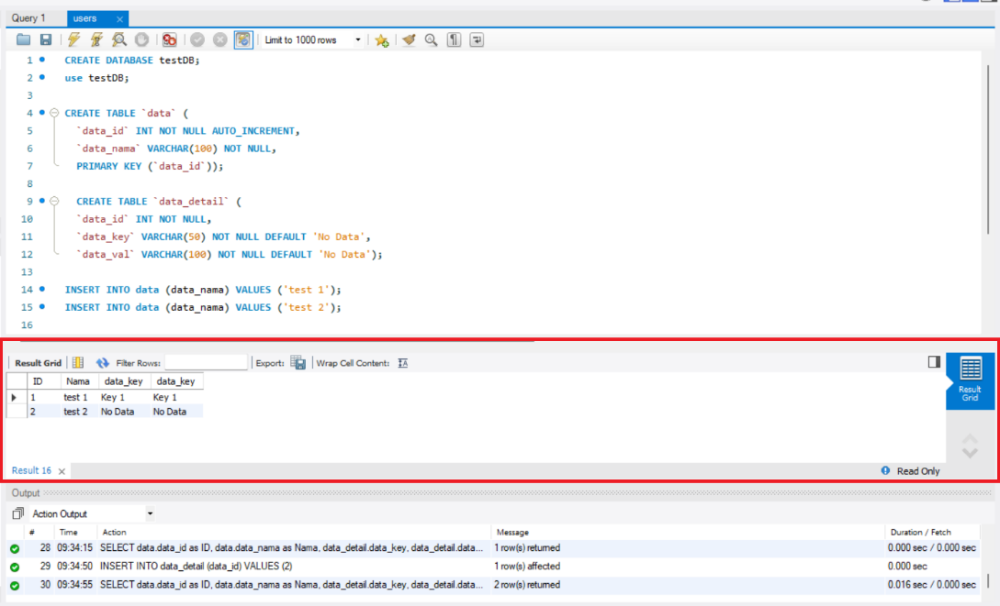 Query 1 users ×
Limit to 1000 rows
1 CREATE DATABASE testDB;
2 use testDB;
3
4 CREATE TABLE `data` (
5 `data_id` INT NOT NULL AUTO_INCREMENT,
6 `data_nama` VARCHAR(100) NOT NULL,
7 PRIMARY KEY (`data_id`));
8
9 CREATE TABLE `data_detail` (
10 `data_id` INT NOT NULL,
11 `data_key` VARCHAR(50) NOT NULL DEFAULT 'No Data',
12 `data_val` VARCHAR(100) NOT NULL DEFAULT 'No Data');
13
14 INSERT INTO data (data_nama) VALUES ('test 1');
15 INSERT INTO data (data_nama) VALUES ('test 2');
16
Result Grid Filter Rows: Export: Wrap Cell Content:
ID Nama data_key data_key
1 test 1 Key 1 Key 1
2 test 2 No Data No Data
Result
Grid
Result 16 × Read Only
Output
Action Output
# Time Action Message Duration / Fetch
28 09:34:15 SELECT data.data_id as ID, data.data_nama as Nama, data_detail.data_key, data_detail.data... 1 row(s) returned 0.000 sec / 0.000 sec
29 09:34:50 INSERT INTO data_detail (data_id) VALUES (2) 1 row(s) affected 0.000 sec
30 09:34:55 SELECT data.data_id as ID, data.data_nama as Nama, data_detail.data_key, data_detail.data... 2 row(s) returned 0.016 sec / 0.000 sec